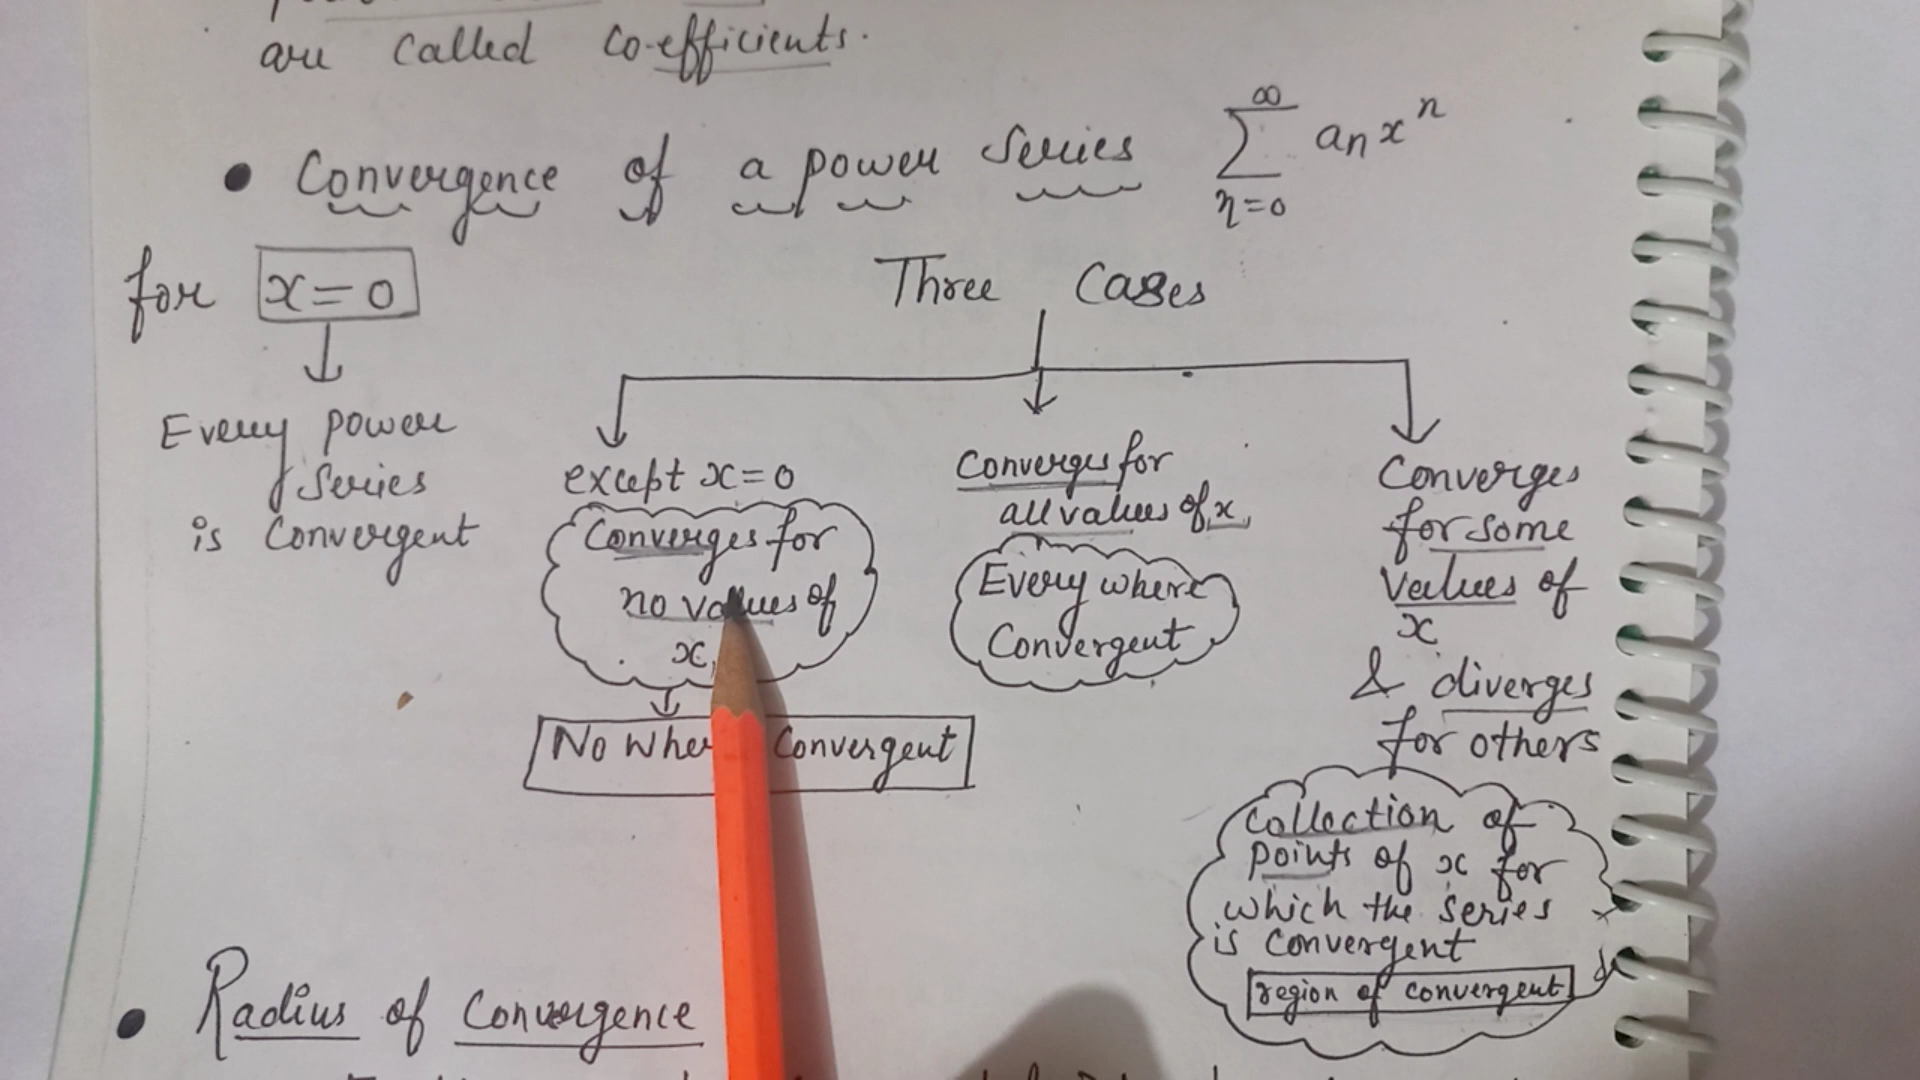 are called co-efficients.
• Convergence of a power series ∞ ∑ n=0 aₙxⁿ
for x=0
Every power
series
is convergent
Three Cases
except x=0
Converges for
no values of
x
No Where Convergent
Converges for
all values of x,
Every where
Convergent
Converges
for some
values of
x
& diverges
for others
Collection of
points of x for
which the series
is convergent
region of convergent
• Radius of Convergence